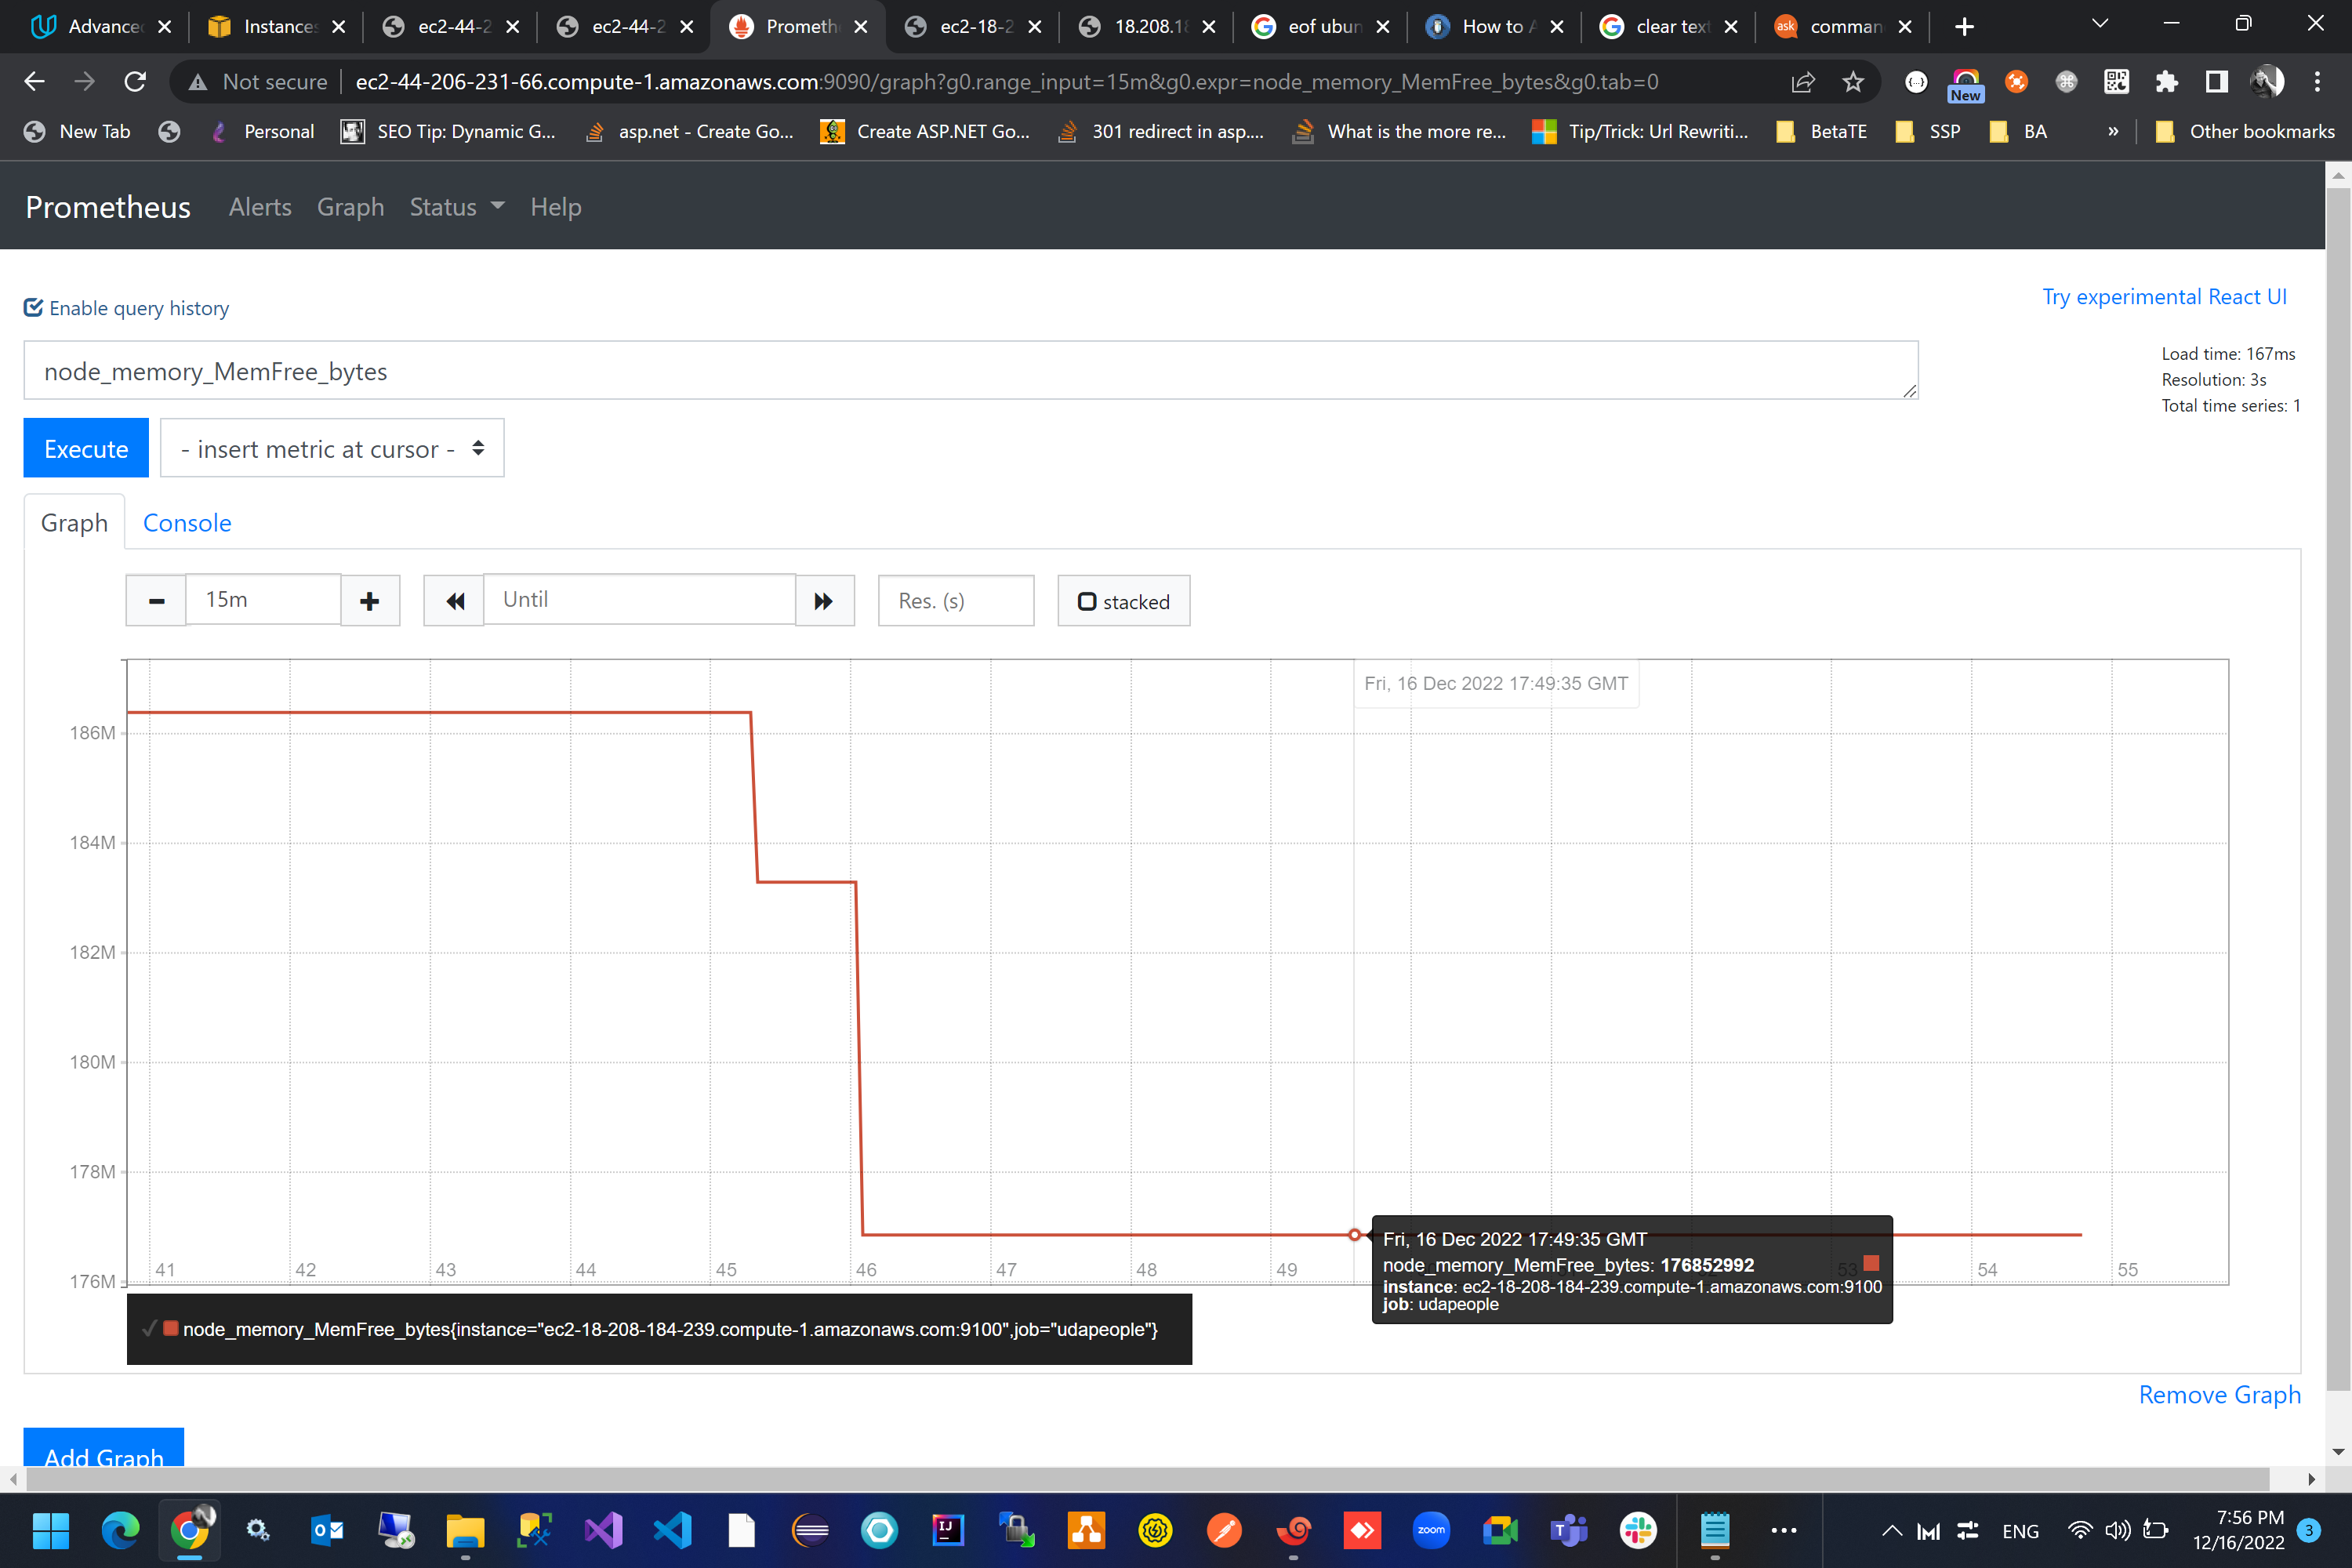 Advanced
Instances
ec2-44-2
ec2-44-2
Prometh
ec2-18-2
18.208.18
eof ubun
How to A
clear text
comman
Not secure
ec2-44-206-231-66.compute-1.amazonaws.com:9090/graph?g0.range_input=15m&g0.expr=node_memory_MemFree_bytes&g0.tab=0
New
New Tab
Personal
SEO Tip: Dynamic G...
asp.net - Create Go...
Create ASP.NET Go...
301 redirect in asp....
What is the more re...
Tip/Trick: Url Rewriti...
BetaTE
SSP
BA
»
Other bookmarks
Prometheus
Alerts
Graph
Status
Help
Enable query history
Try experimental React UI
node_memory_MemFree_bytes
Load time: 167ms
Resolution: 3s
Total time series: 1
Execute
- insert metric at cursor -
Graph
Console
15m
Until
Res. (s)
stacked
Fri, 16 Dec 2022 17:49:35 GMT
186M
184M
182M
180M
178M
176M
41
42
43
44
45
46
47
48
49
53
54
55
Fri, 16 Dec 2022 17:49:35 GMT
node_memory_MemFree_bytes: 176852992
instance: ec2-18-208-184-239.compute-1.amazonaws.com:9100
job: udapeople
node_memory_MemFree_bytes{instance="ec2-18-208-184-239.compute-1.amazonaws.com:9100",job="udapeople"}
Remove Graph
Add Graph
zoom
ENG
7:56 PM
12/16/2022
3